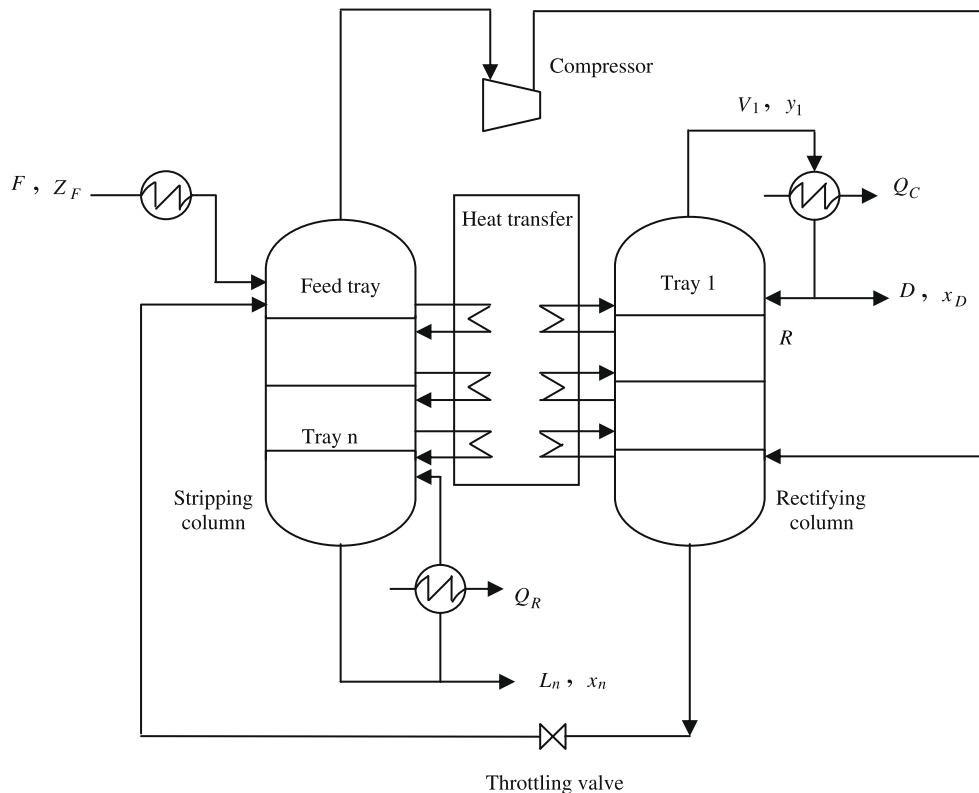 Compressor
V1, y1
F, ZF
QC
Heat transfer
Feed tray
Tray 1
D, xD
R
Tray n
Stripping
column
Rectifying
column
QR
Ln, xn
Throttling valve